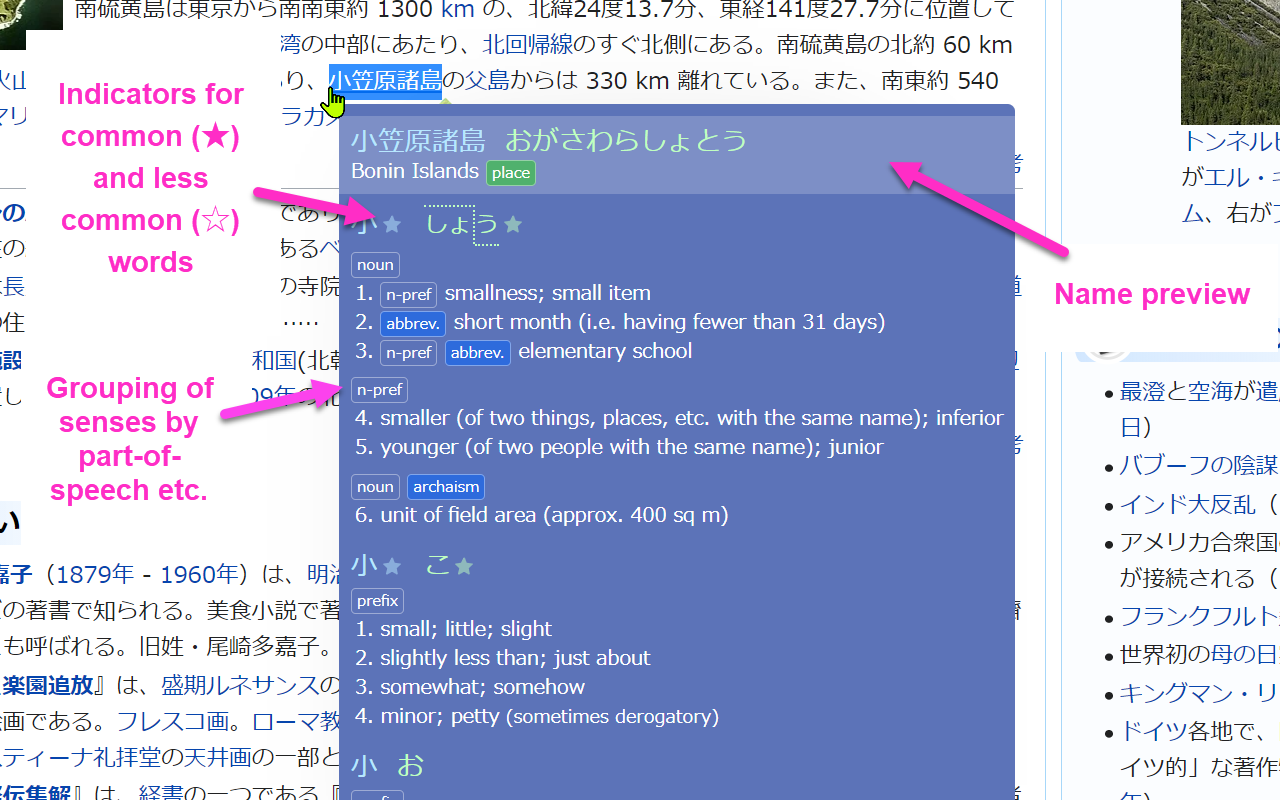 南硫黄島は東京から南南東約 1300 km の、北緯24度13.7分、東経141度27.7分に位置して
湾の中部にあたり、北回帰線のすぐ北側にある。南硫黄島の北約 60 km
り、小笠原諸島の父島からは 330 km 離れている。また、南東約 540
ラガ
Indicators for
common (★)
and less
common (☆)
words
小笠原諸島 おがさわらしょとう
Bonin Islands place
小★ しょう★
noun
1. n-pref smallness; small item
2. abbrev. short month (i.e. having fewer than 31 days)
3. n-pref abbrev. elementary school
Grouping of
senses by
part-of-
speech etc.
n-pref
4. smaller (of two things, places, etc. with the same name); inferior
5. younger (of two people with the same name); junior
noun archaism
6. unit of field area (approx. 400 sq m)
小★ こ★
prefix
1. small; little; slight
2. slightly less than; just about
3. somewhat; somehow
4. minor; petty (sometimes derogatory)
小 お
Name preview
トンネルビ
がエル・キ
ム、右がフ
であり
あるベ
の寺院
和国(北朝
09年の
い
嘉子（1879年 - 1960年）は、明治
の著書で知られる。美食小説で著
も呼ばれる。旧姓・尾崎多嘉子。
楽園追放』は、盛期ルネサンスの
絵画である。フレスコ画。ローマ教
スティーナ礼拝堂の天井画の一部と
伝集解』は、経書の一つである『
最澄と空海が遣
日）
バブーフの陰謀
インド大反乱（
アメリカ合衆国
が接続される（
フランクフルト
世界初の母の日
キングマン・リ
ドイツ各地で、
イツ的」な著作